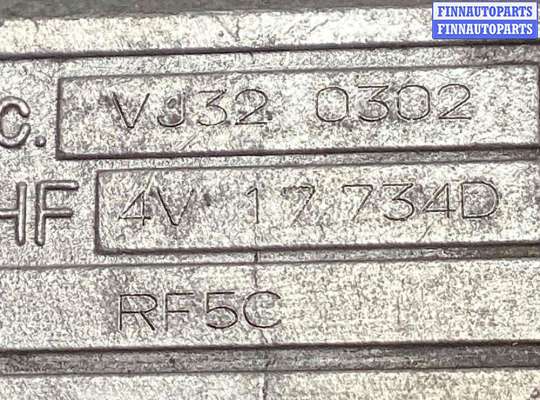 FINNAUTOPARTS
FINNAUTOPARTS
C. VJ32 0302
HF 4V 17 734D
RF5C